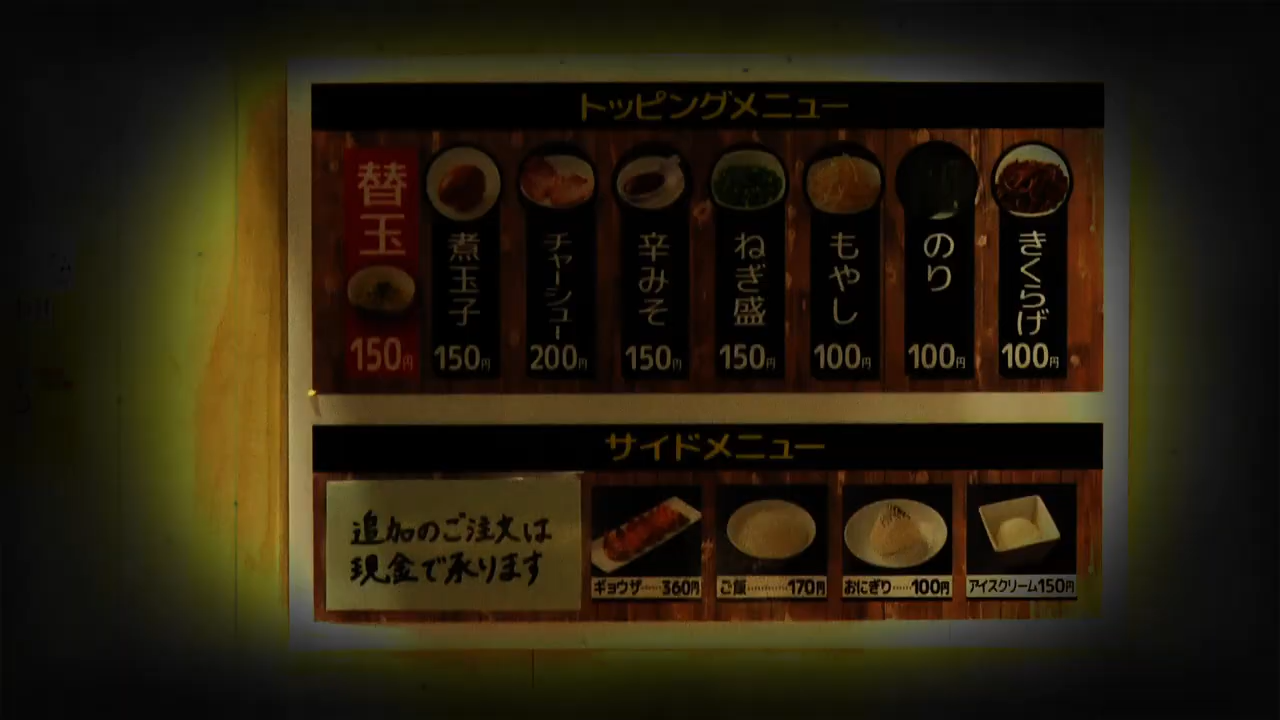 トッピングメニュー
替玉
150円
煮玉子
150円
チャーシュー
200円
辛みそ
150円
ねぎ盛
150円
もやし
100円
のり
100円
きくらげ
100円
サイドメニュー
追加のご注文は
現金で承ります
ギョウザ……360円
ご飯…………170円
おにぎり……100円
アイスクリーム150円